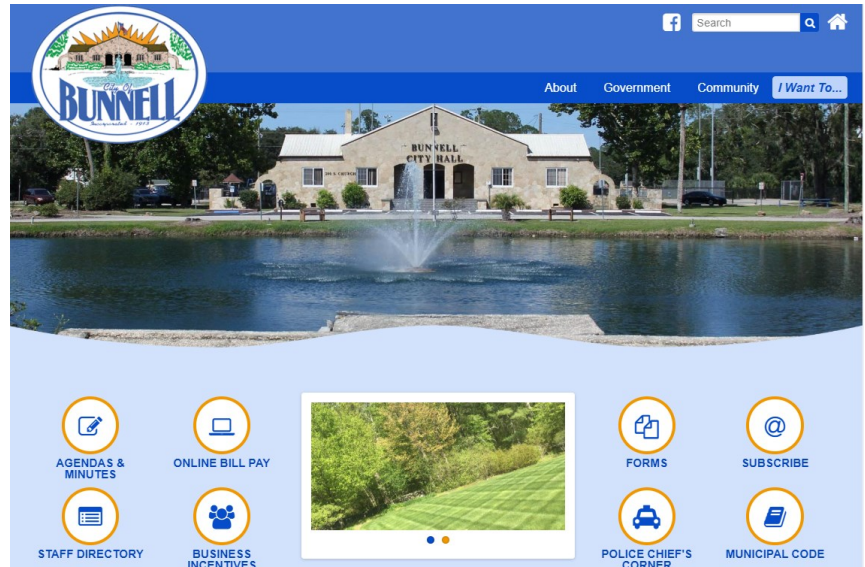 City Of
BUNNELL
Incorporated - 1913
Search
About
Government
Community
I Want To...
BUNNELL
CITY HALL
AGENDAS &
MINUTES
ONLINE BILL PAY
FORMS
@
SUBSCRIBE
STAFF DIRECTORY
BUSINESS
INCENTIVES
POLICE CHIEF'S
CORNER
MUNICIPAL CODE